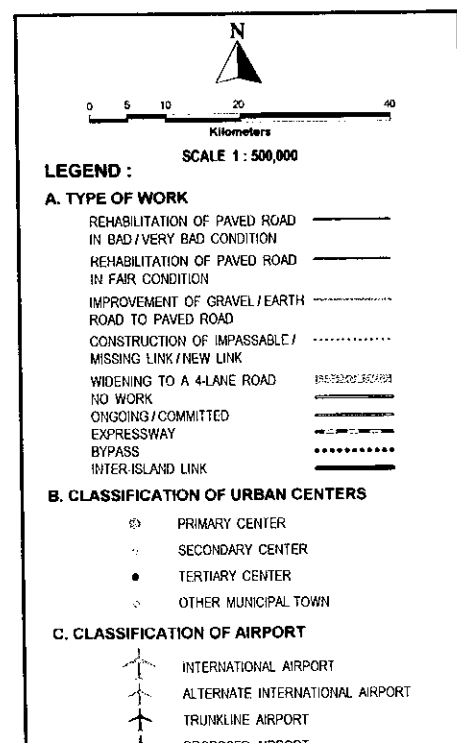 N
0 5 10 20 40
Kilometers
SCALE 1 : 500,000
LEGEND :
A. TYPE OF WORK
REHABILITATION OF PAVED ROAD
IN BAD / VERY BAD CONDITION
REHABILITATION OF PAVED ROAD
IN FAIR CONDITION
IMPROVEMENT OF GRAVEL / EARTH
ROAD TO PAVED ROAD
CONSTRUCTION OF IMPASSABLE /
MISSING LINK / NEW LINK
WIDENING TO A 4-LANE ROAD
NO WORK
ONGOING / COMMITTED
EXPRESSWAY
BYPASS
INTER-ISLAND LINK
B. CLASSIFICATION OF URBAN CENTERS
PRIMARY CENTER
SECONDARY CENTER
TERTIARY CENTER
OTHER MUNICIPAL TOWN
C. CLASSIFICATION OF AIRPORT
INTERNATIONAL AIRPORT
ALTERNATE INTERNATIONAL AIRPORT
TRUNKLINE AIRPORT